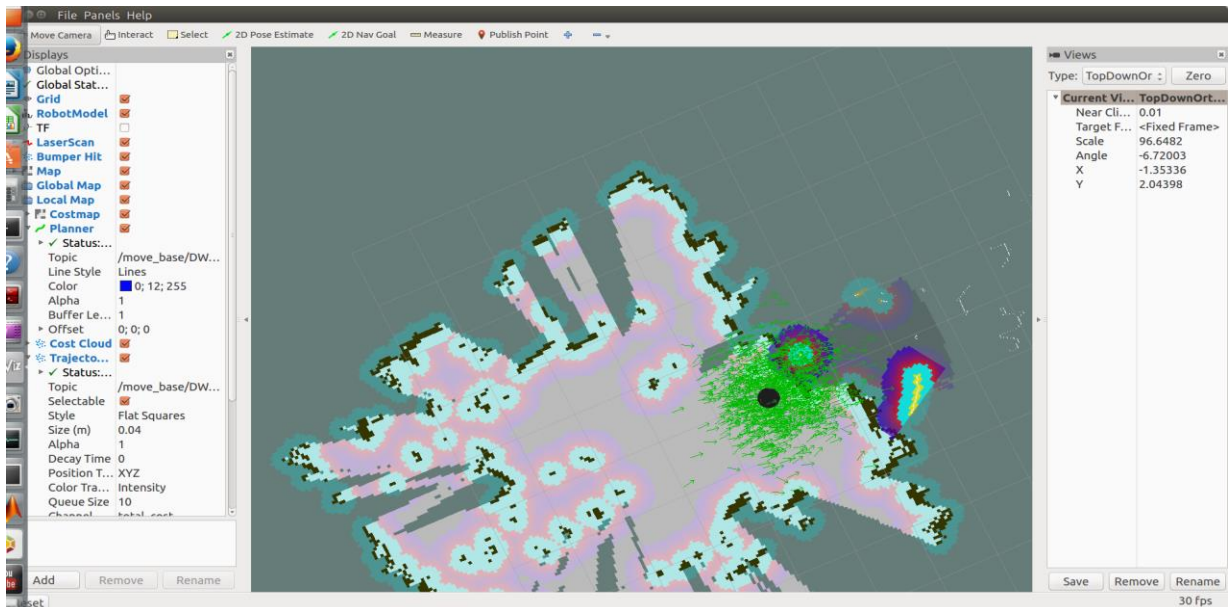 File Panels Help
Move Camera Interact Select 2D Pose Estimate 2D Nav Goal Measure Publish Point
Displays
Global Opti...
Global Stat...
Grid
RobotModel
TF
LaserScan
Bumper Hit
Map
Global Map
Local Map
Costmap
Planner
Status:...
Topic /move_base/DW...
Line Style Lines
Color 0; 12; 255
Alpha 1
Buffer Le... 1
Offset 0; 0; 0
Cost Cloud
Trajecto...
Status:...
Topic /move_base/DW...
Selectable
Style Flat Squares
Size (m) 0.04
Alpha 1
Decay Time 0
Position T... XYZ
Color Tra... Intensity
Queue Size 10
Channel total_cost
Add Remove Rename
Views
Type: TopDownOr Zero
Current Vi... TopDownOrt...
Near Cli... 0.01
Target F... <Fixed Frame>
Scale 96.6482
Angle -6.72003
X -1.35336
Y 2.04398
Save Remove Rename
30 fps